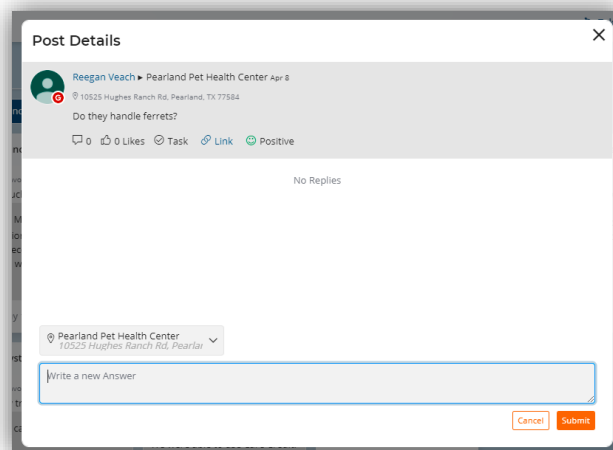 Post Details
Reegan Veach ▸ Pearland Pet Health Center Apr 8
10525 Hughes Ranch Rd, Pearland, TX 77584
Do they handle ferrets?
0 0 Likes Task Link Positive
No Replies
Pearland Pet Health Center
10525 Hughes Ranch Rd, Pearlar
Write a new Answer
Cancel Submit